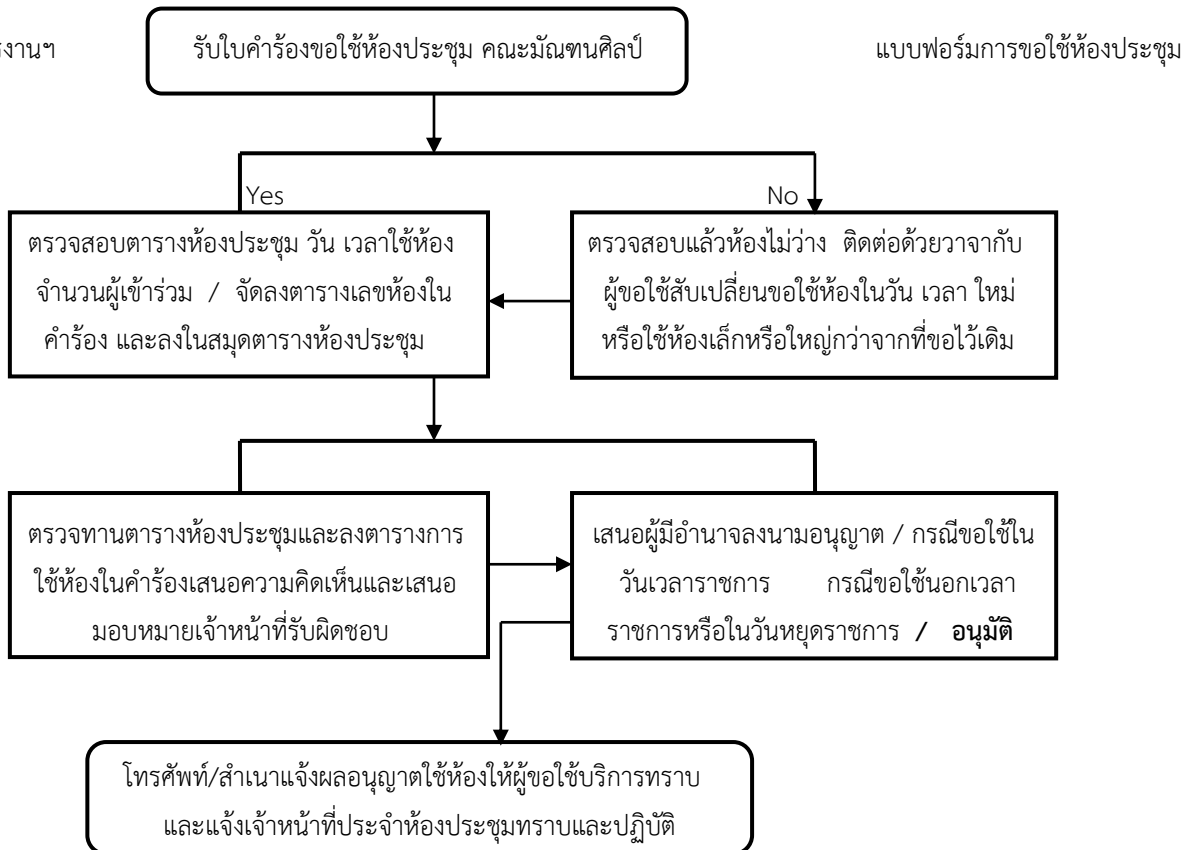 งานฯ
รับใบคำร้องขอใช้ห้องประชุม คณะมัณฑนศิลป์
แบบฟอร์มการขอใช้ห้องประชุม
Yes
No
ตรวจสอบตารางห้องประชุม วัน เวลาใช้ห้อง
จำนวนผู้เข้าร่วม / จัดลงตารางเลขห้องใน
คำร้อง และลงในสมุดตารางห้องประชุม
ตรวจสอบแล้วห้องไม่ว่าง ติดต่อด้วยวาจากับ
ผู้ขอใช้สับเปลี่ยนขอใช้ห้องในวัน เวลา ใหม่
หรือใช้ห้องเล็กหรือใหญ่กว่าจากที่ขอไว้เดิม
ตรวจทานตารางห้องประชุมและลงตารางการ
ใช้ห้องในคำร้องเสนอความคิดเห็นและเสนอ
มอบหมายเจ้าหน้าที่รับผิดชอบ
เสนอผู้มีอำนาจลงนามอนุญาต / กรณีขอใช้ใน
วันเวลาราชการ กรณีขอใช้นอกเวลา
ราชการหรือในวันหยุดราชการ / อนุมัติ
โทรศัพท์/สำเนาแจ้งผลอนุญาตใช้ห้องให้ผู้ขอใช้บริการทราบ
และแจ้งเจ้าหน้าที่ประจำห้องประชุมทราบและปฏิบัติ